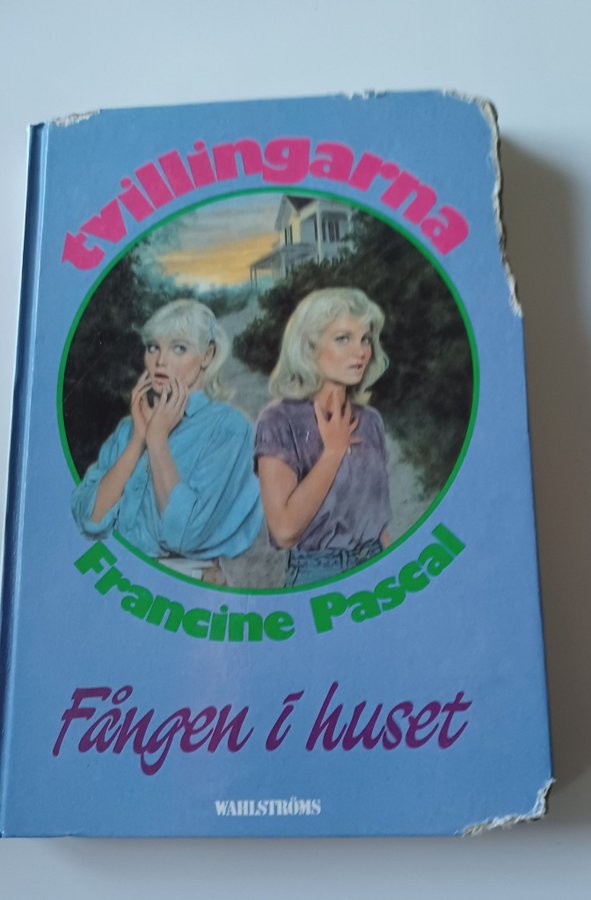 tvillingarna
Francine Pascal
Fången i huset
WAHLSTRÖMS